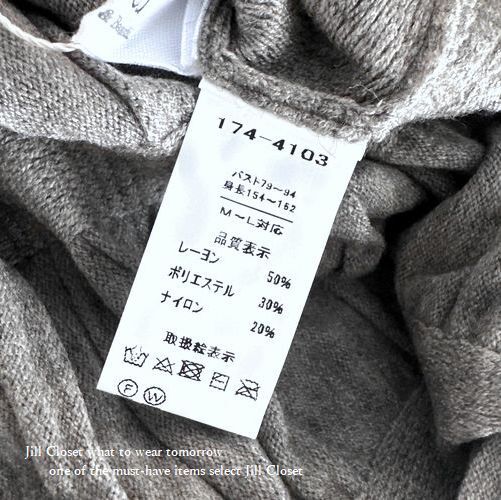 174-4103
バスト79~94
身長154~162
M~L対応
品質表示
レーヨン 50%
ポリエステル 30%
ナイロン 20%
取扱絵表示
F W
Jill Closet what to wear tomorrow
one of the must-have items select Jill Closet